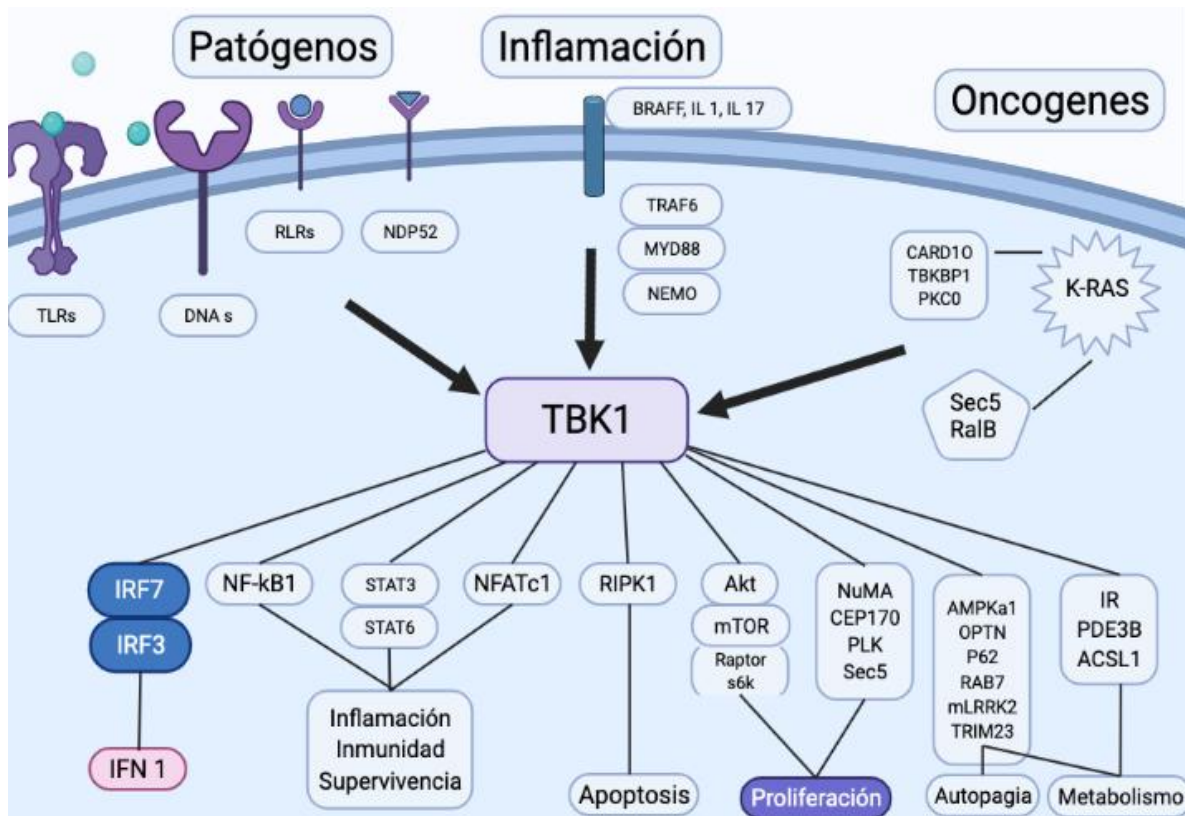 Patógenos
Inflamación
Oncogenes
BRAFF, IL 1, IL 17
TLRs
DNA s
RLRs
NDP52
TRAF6
MYD88
NEMO
CARD10
TBKBP1
PKC0
K-RAS
Sec5
RalB
TBK1
IRF7
IRF3
IFN 1
NF-kB1
STAT3
STAT6
NFATc1
Inflamación
Inmunidad
Supervivencia
RIPK1
Apoptosis
Akt
mTOR
Raptor
s6k
NuMA
CEP170
PLK
Sec5
Proliferación
AMPKa1
OPTN
P62
RAB7
mLRRK2
TRIM23
Autopagia
IR
PDE3B
ACSL1
Metabolismo